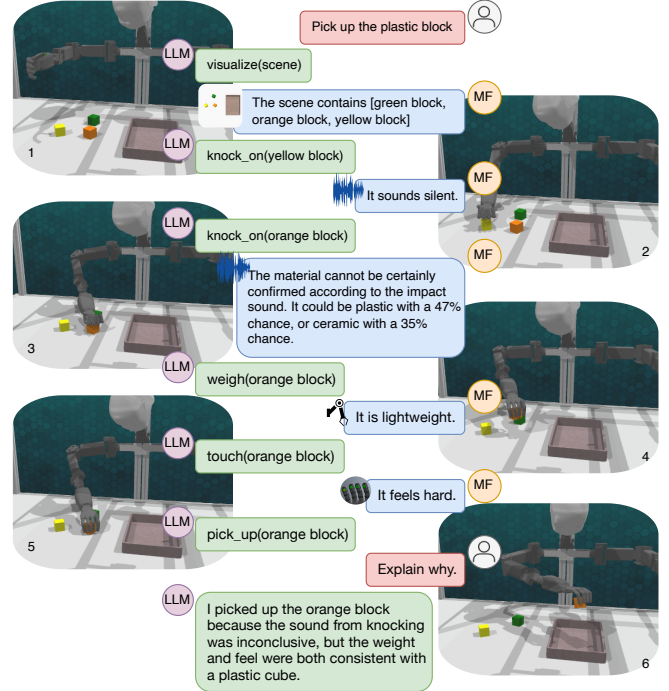 Pick up the plastic block
LLM
visualize(scene)
MF
The scene contains [green block,
orange block, yellow block]
1
LLM
knock_on(yellow block)
MF
It sounds silent.
2
LLM
knock_on(orange block)
MF
The material cannot be certainly
confirmed according to the impact
sound. It could be plastic with a 47%
chance, or ceramic with a 35%
chance.
3
LLM
weigh(orange block)
MF
It is lightweight.
4
LLM
touch(orange block)
MF
It feels hard.
5
LLM
pick_up(orange block)
Explain why.
6
LLM
I picked up the orange block
because the sound from knocking
was inconclusive, but the weight
and feel were both consistent with
a plastic cube.